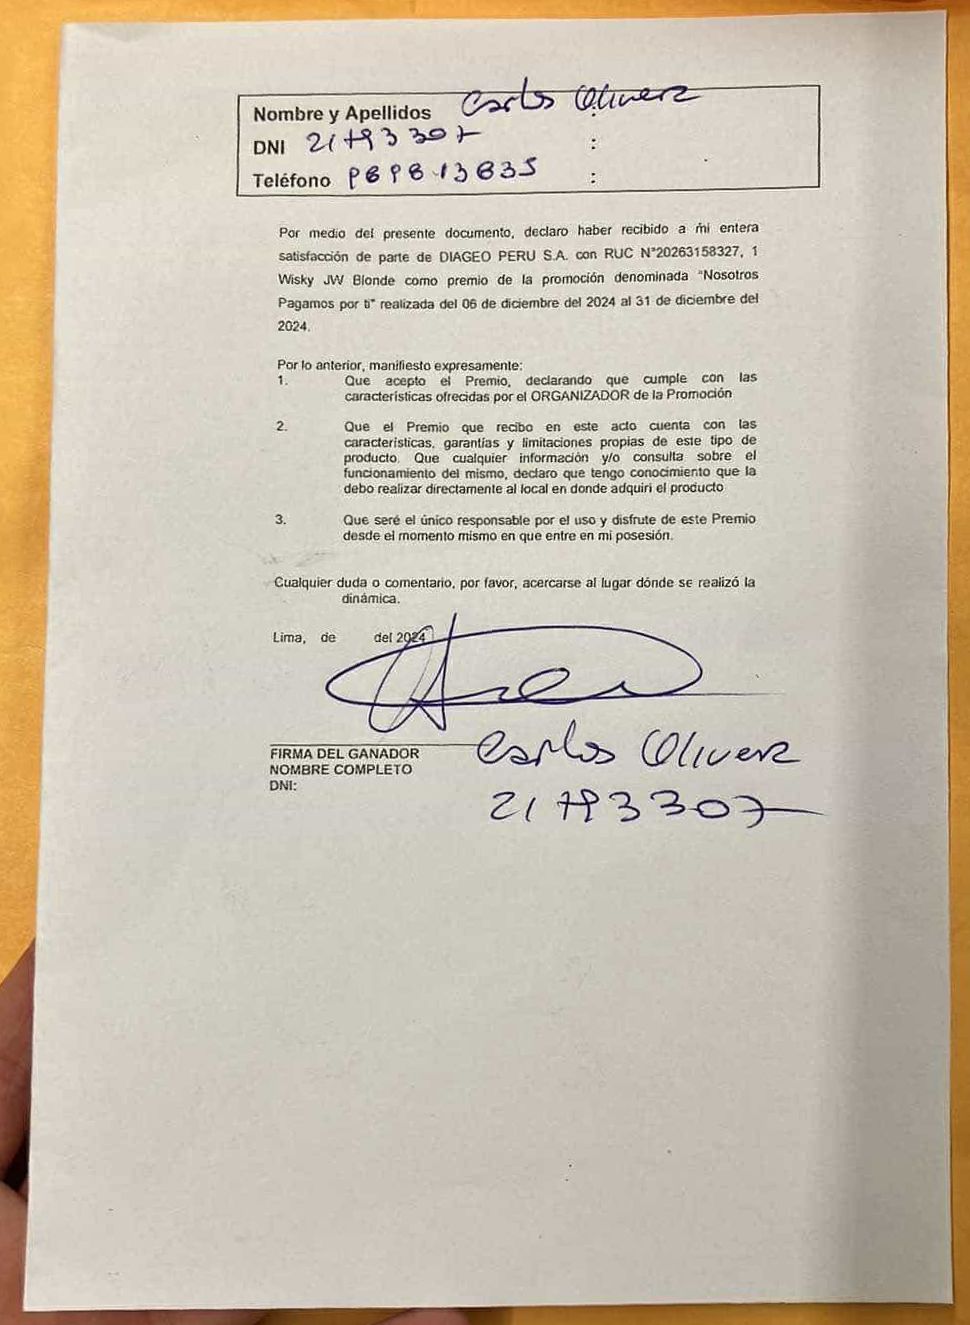 Nombre y Apellidos Carlos Olivera
DNI 21793307 :
Teléfono :
Por medio del presente documento, declaro haber recibido a mi entera
satisfacción de parte de DIAGEO PERU S.A. con RUC N°20263158327, 1
Wisky JW Blonde como premio de la promoción denominada "Nosotros
Pagamos por ti" realizada del 06 de diciembre del 2024 al 31 de diciembre del
2024.
Por lo anterior, manifiesto expresamente:
1. Que acepto el Premio, declarando que cumple con las
características ofrecidas por el ORGANIZADOR de la Promoción
2. Que el Premio que recibo en este acto cuenta con las
características, garantías y limitaciones propias de este tipo de
producto. Que cualquier información y/o consulta sobre el
funcionamiento del mismo, declaro que tengo conocimiento que la
debo realizar directamente al local en donde adquirí el producto
3. Que seré el único responsable por el uso y disfrute de este Premio
desde el momento mismo en que entre en mi posesión.
Cualquier duda o comentario, por favor, acercarse al lugar dónde se realizó la
dinámica.
Lima, de del 2024
FIRMA DEL GANADOR
NOMBRE COMPLETO Carlos Olivera
DNI: 21793307